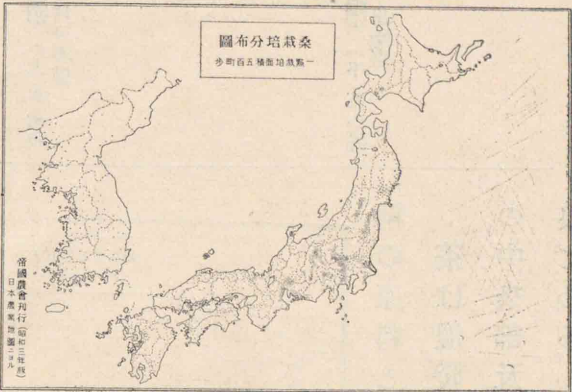 桑栽培分布圖
一點栽培面積五百町步
帝國農會刊行(昭和三年版)
日本農業地圖ニヨル